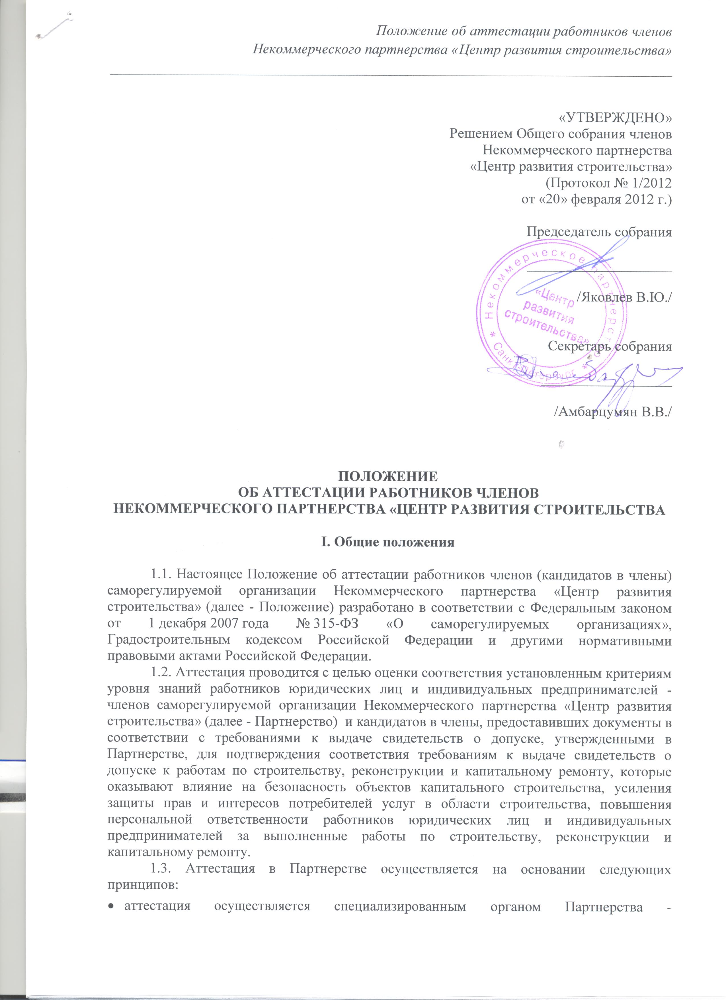 Положение об аттестации работников членов
Некоммерческого партнерства «Центр развития строительства»
«УТВЕРЖДЕНО»
Решением Общего собрания членов
Некоммерческого партнерства
«Центр развития строительства»
(Протокол № 1/2012
от «20» февраля 2012 г.)
Председатель собрания
/Яковлев В.Ю./
Некоммерческое партнерство
* Санкт-Петербург *
«Центр
развития
строительства»
Секретарь собрания
/Амбарцумян В.В./
ПОЛОЖЕНИЕ
ОБ АТТЕСТАЦИИ РАБОТНИКОВ ЧЛЕНОВ
НЕКОММЕРЧЕСКОГО ПАРТНЕРСТВА «ЦЕНТР РАЗВИТИЯ СТРОИТЕЛЬСТВА
I. Общие положения
1.1. Настоящее Положение об аттестации работников членов (кандидатов в члены)
саморегулируемой организации Некоммерческого партнерства «Центр развития
строительства» (далее - Положение) разработано в соответствии с Федеральным законом
от 1 декабря 2007 года № 315-ФЗ «О саморегулируемых организациях»,
Градостроительным кодексом Российской Федерации и другими нормативными
правовыми актами Российской Федерации.
1.2. Аттестация проводится с целью оценки соответствия установленным критериям
уровня знаний работников юридических лиц и индивидуальных предпринимателей -
членов саморегулируемой организации Некоммерческого партнерства «Центр развития
строительства» (далее - Партнерство) и кандидатов в члены, предоставивших документы в
соответствии с требованиями к выдаче свидетельств о допуске, утвержденными в
Партнерстве, для подтверждения соответствия требованиям к выдаче свидетельств о
допуске к работам по строительству, реконструкции и капитальному ремонту, которые
оказывают влияние на безопасность объектов капитального строительства, усиления
защиты прав и интересов потребителей услуг в области строительства, повышения
персональной ответственности работников юридических лиц и индивидуальных
предпринимателей за выполненные работы по строительству, реконструкции и
капитальному ремонту.
1.3. Аттестация в Партнерстве осуществляется на основании следующих
принципов:
• аттестация осуществляется специализированным органом Партнерства -